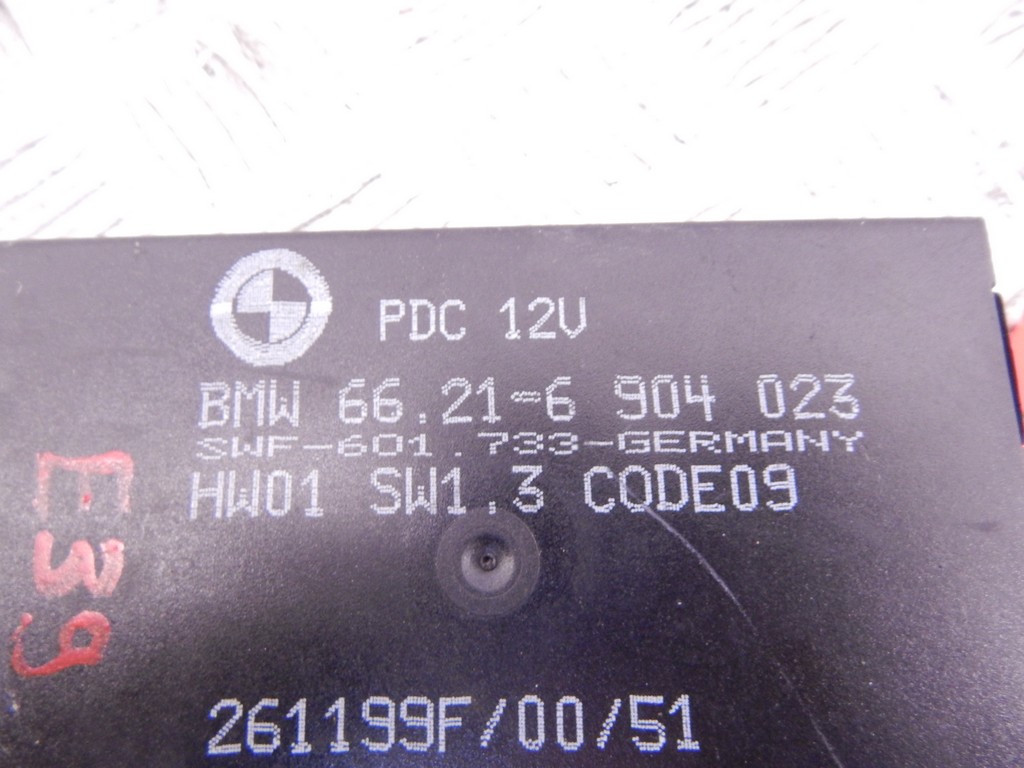 PDC 12V
BMW 66.21-6 904 023
SWF-601.733-GERMANY
HW01 SW1.3 CODE09
E39
261199F/00/51